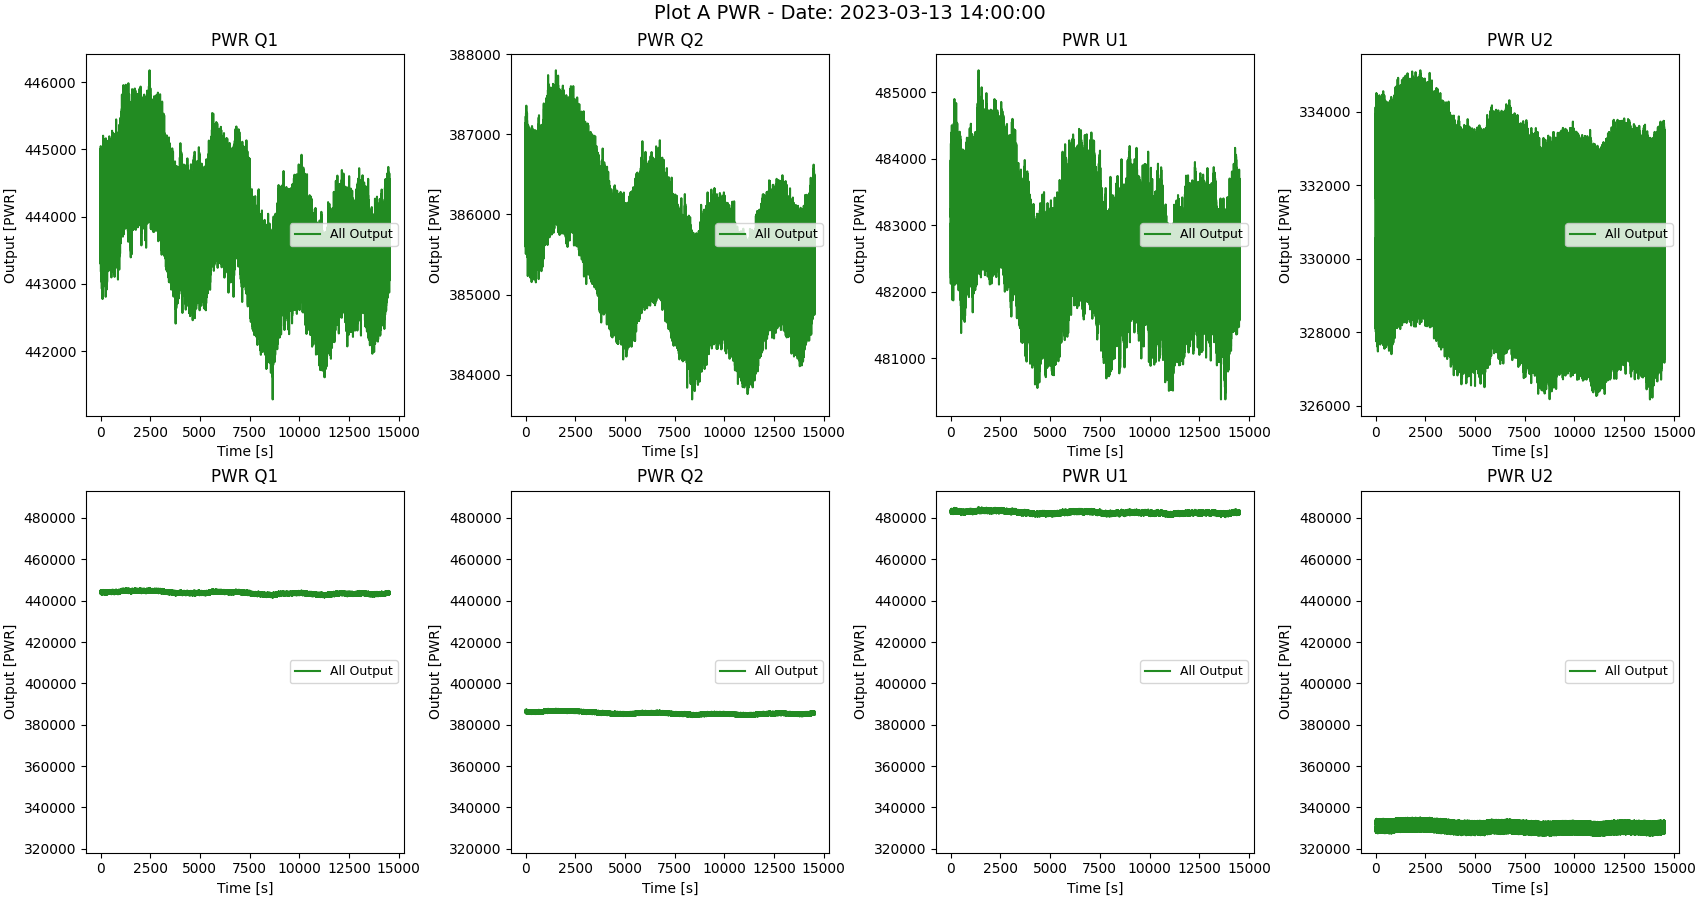 Plot A PWR - Date: 2023-03-13 14:00:00
PWR Q1
Output [PWR]
446000
445000
444000
443000
442000
All Output
0 2500 5000 7500 10000 12500 15000
Time [s]
PWR Q2
Output [PWR]
388000
387000
386000
385000
384000
All Output
0 2500 5000 7500 10000 12500 15000
Time [s]
PWR U1
Output [PWR]
485000
484000
483000
482000
481000
All Output
0 2500 5000 7500 10000 12500 15000
Time [s]
PWR U2
Output [PWR]
334000
332000
330000
328000
326000
All Output
0 2500 5000 7500 10000 12500 15000
Time [s]
PWR Q1
Output [PWR]
480000
460000
440000
420000
400000
380000
360000
340000
320000
All Output
0 2500 5000 7500 10000 12500 15000
Time [s]
PWR Q2
Output [PWR]
480000
460000
440000
420000
400000
380000
360000
340000
320000
All Output
0 2500 5000 7500 10000 12500 15000
Time [s]
PWR U1
Output [PWR]
480000
460000
440000
420000
400000
380000
360000
340000
320000
All Output
0 2500 5000 7500 10000 12500 15000
Time [s]
PWR U2
Output [PWR]
480000
460000
440000
420000
400000
380000
360000
340000
320000
All Output
0 2500 5000 7500 10000 12500 15000
Time [s]